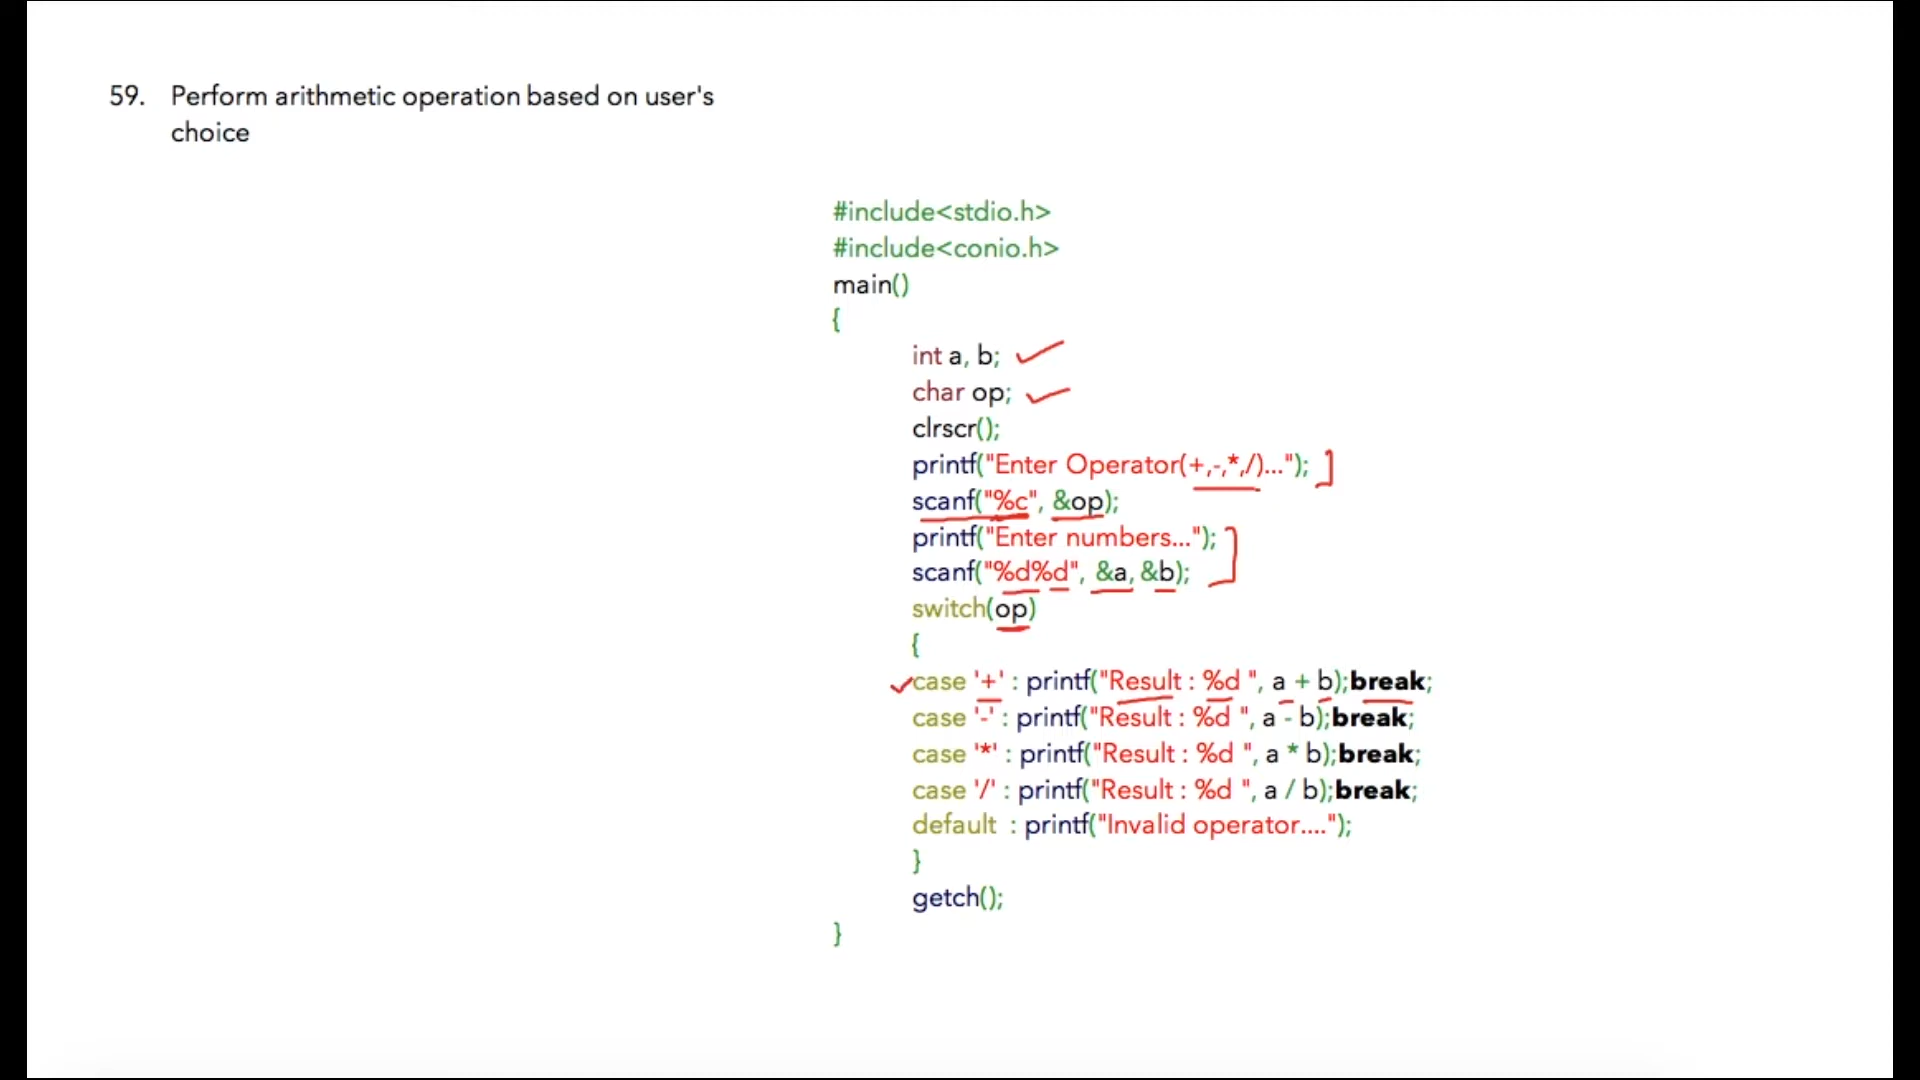 59. Perform arithmetic operation based on user's
choice
#include<stdio.h>
#include<conio.h>
main()
{
int a, b;
char op;
clrscr();
printf("Enter Operator(+,-,*,/)...");
scanf("%c", &op);
printf("Enter numbers...");
scanf("%d%d", &a, &b);
switch(op)
{
case '+' : printf("Result : %d ", a + b);break;
case '-' : printf("Result : %d ", a - b);break;
case '*' : printf("Result : %d ", a * b);break;
case '/' : printf("Result : %d ", a / b);break;
default : printf("Invalid operator....");
}
getch();
}